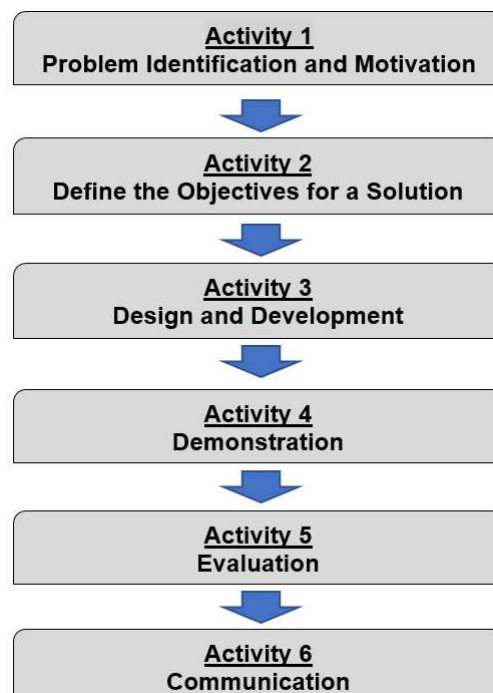 Activity 1
Problem Identification and Motivation
Activity 2
Define the Objectives for a Solution
Activity 3
Design and Development
Activity 4
Demonstration
Activity 5
Evaluation
Activity 6
Communication